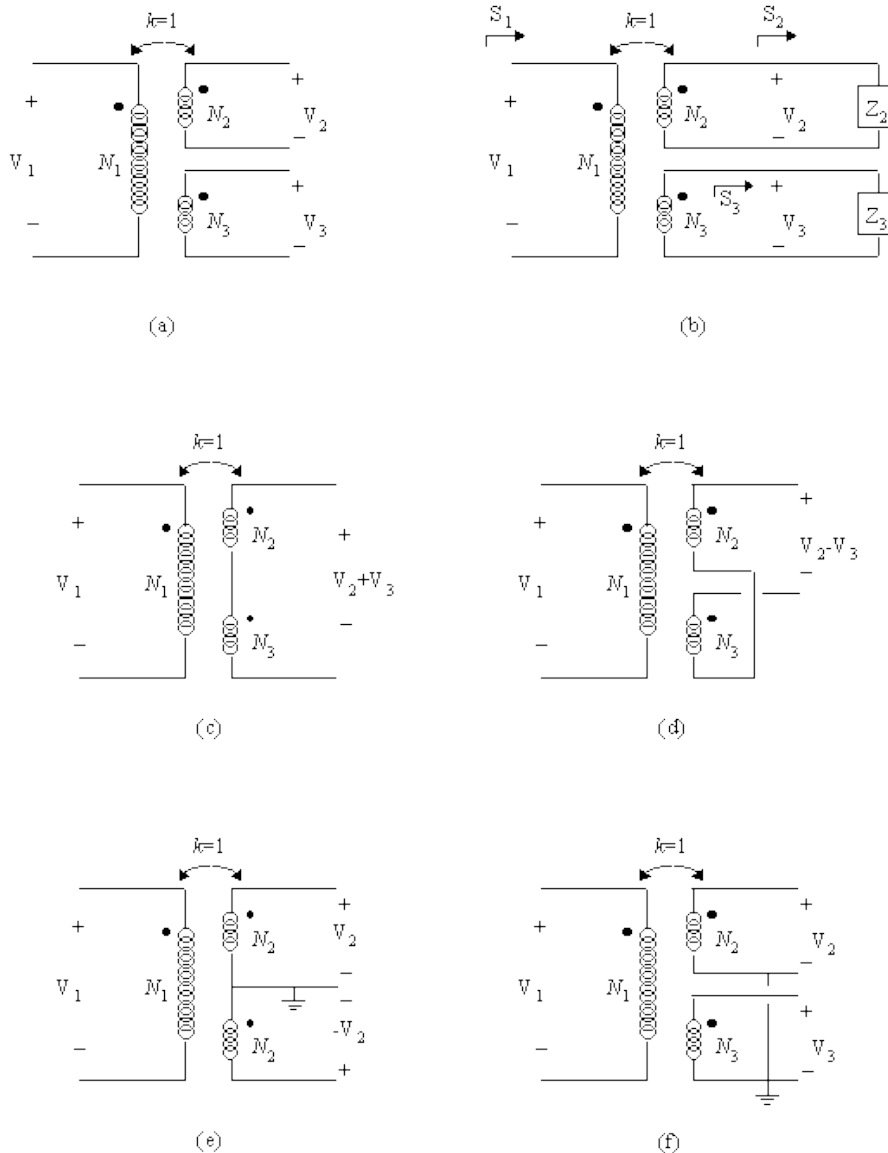 k=1
V1
+
−
N1
N2
N3
+
V2
−
+
V3
−
(a)
S1
k=1
S2
V1
N1
N2
N3
+
V2
−
S3
+
V3
−
Z2
Z3
(b)
k=1
+
V1
−
N1
N2
N3
+
V2+V3
−
(c)
k=1
+
V1
−
N1
N2
N3
+
V2-V3
−
(d)
k=1
+
V1
−
N1
N2
N2
+
V2
−
−
-V2
+
(e)
k=1
+
V1
−
N1
N2
N3
+
V2
−
+
V3
−
(f)